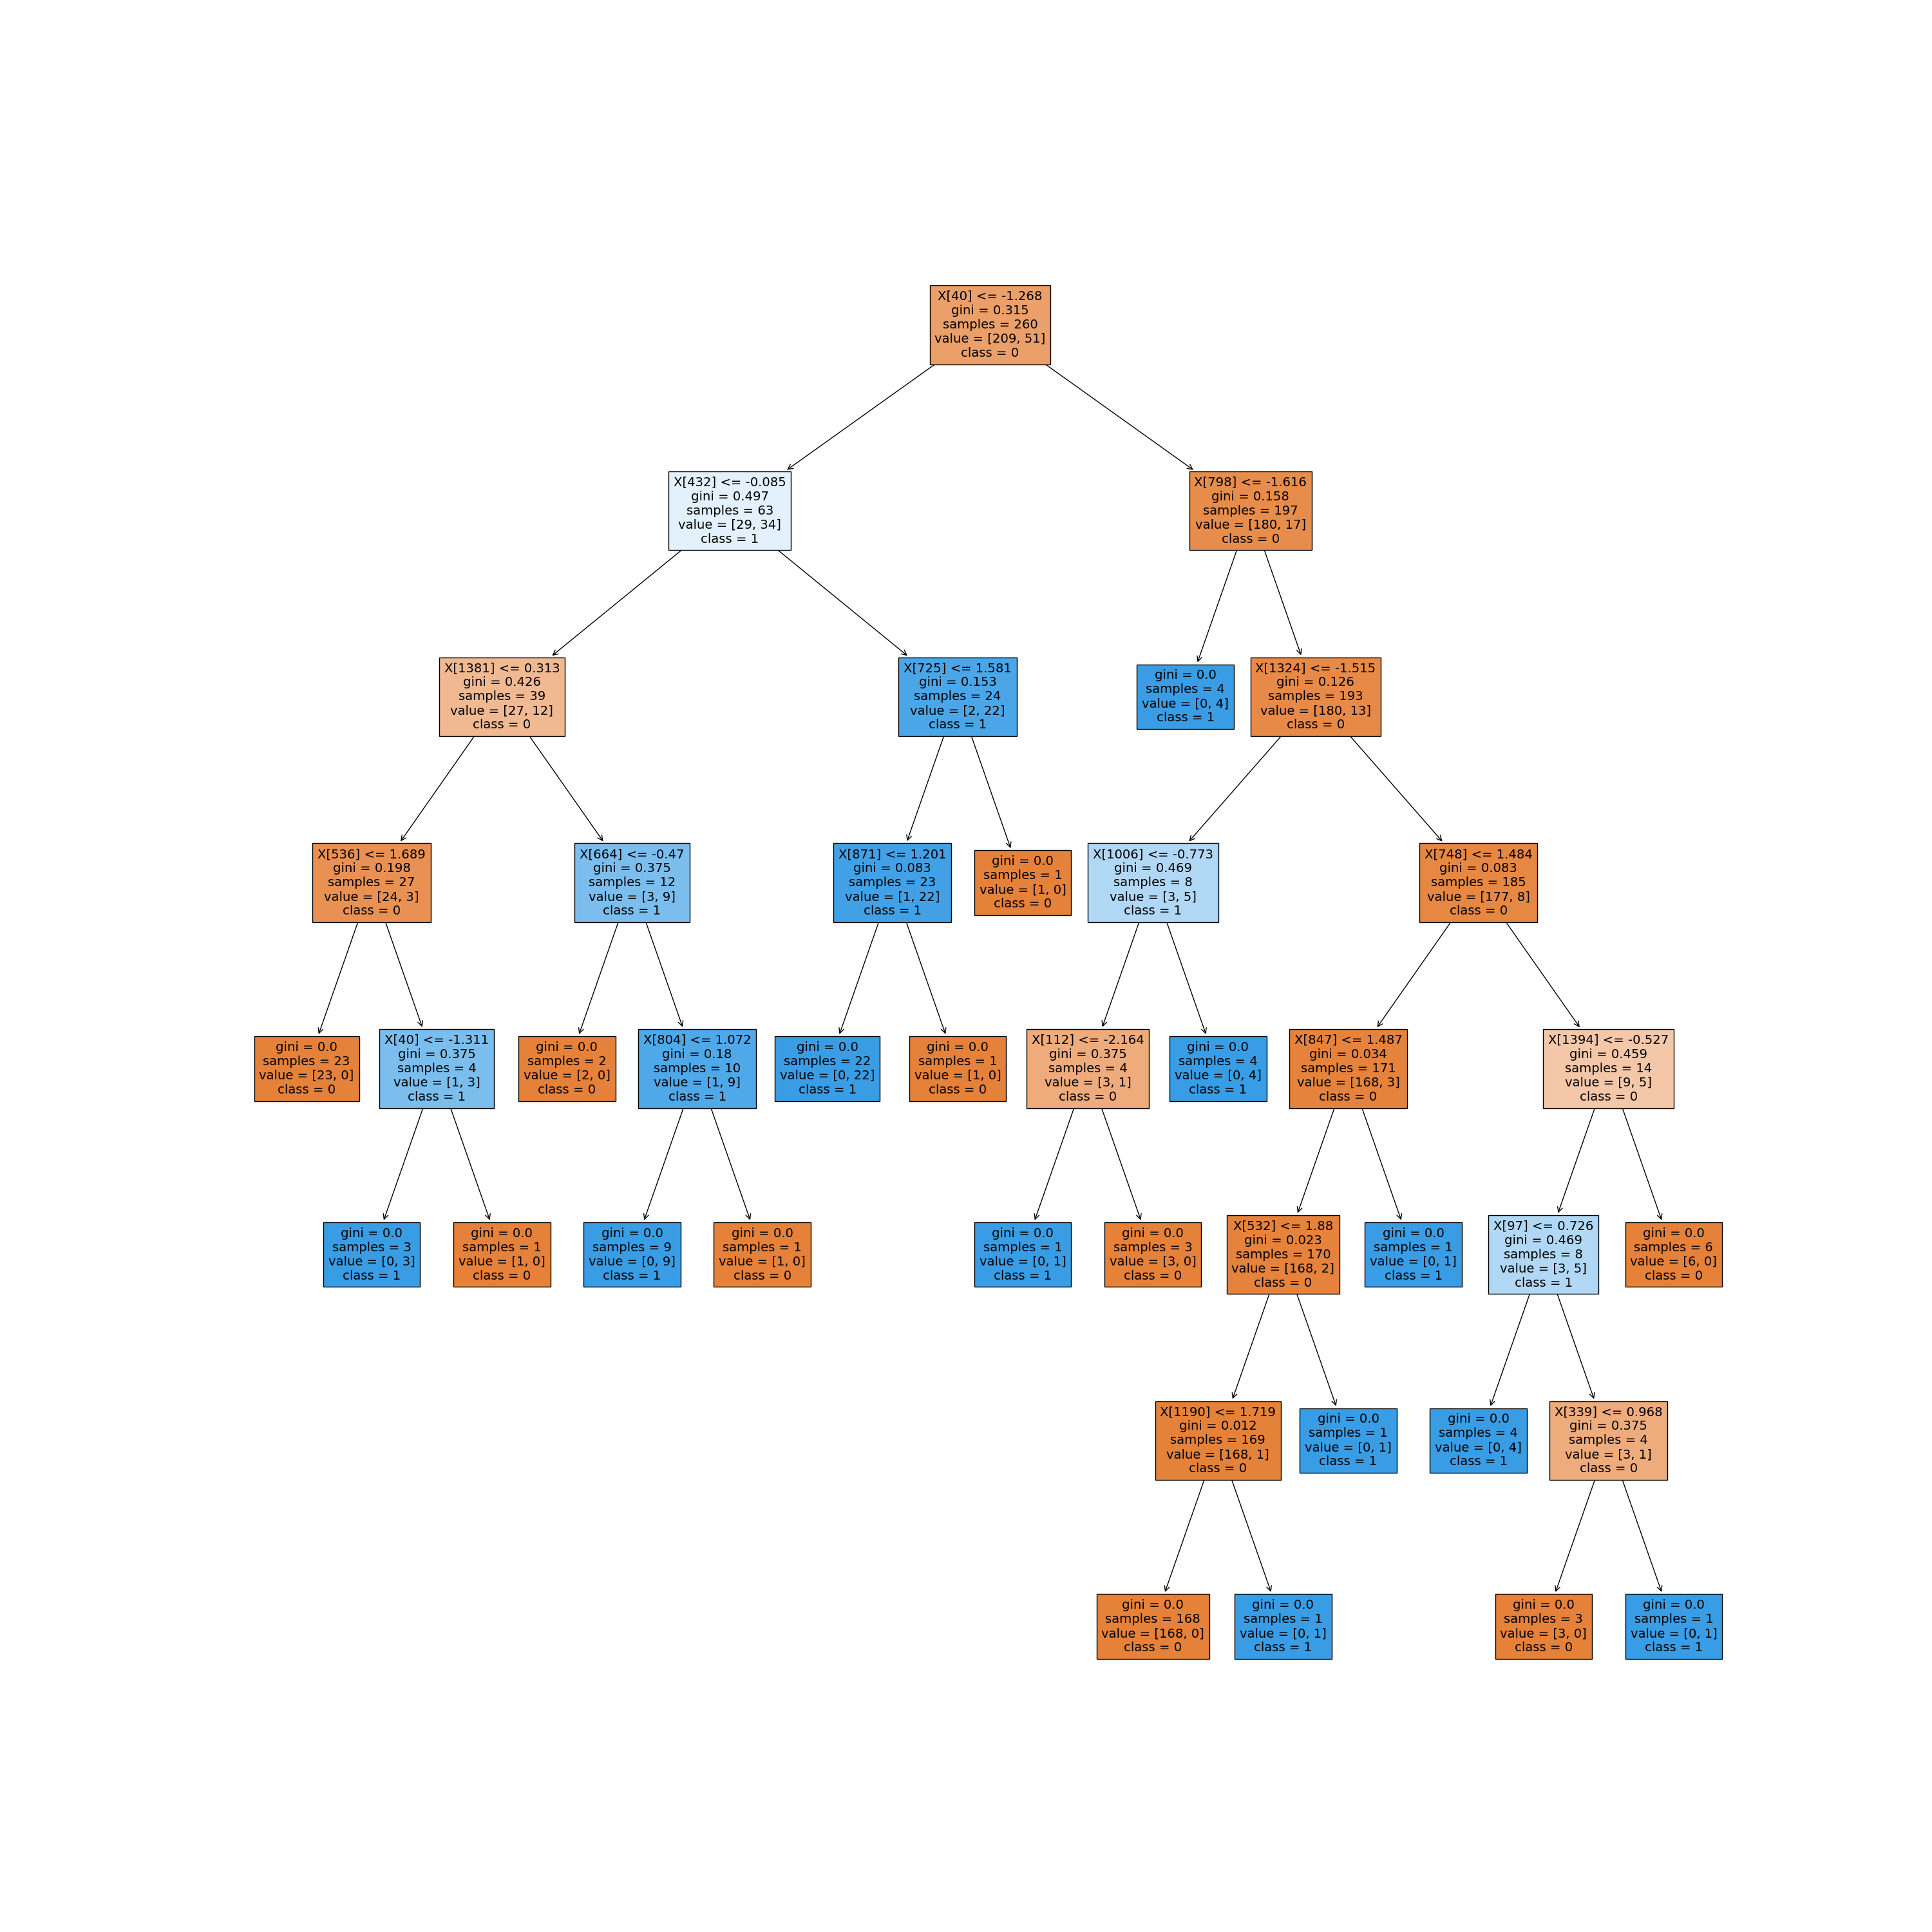 X[40] <= -1.268
gini = 0.315
samples = 260
value = [209, 51]
class = 0
X[432] <= -0.085
gini = 0.497
samples = 63
value = [29, 34]
class = 1
X[798] <= -1.616
gini = 0.158
samples = 197
value = [180, 17]
class = 0
X[1381] <= 0.313
gini = 0.426
samples = 39
value = [27, 12]
class = 0
X[725] <= 1.581
gini = 0.153
samples = 24
value = [2, 22]
class = 1
gini = 0.0
samples = 4
value = [0, 4]
class = 1
X[1324] <= -1.515
gini = 0.126
samples = 193
value = [180, 13]
class = 0
X[536] <= 1.689
gini = 0.198
samples = 27
value = [24, 3]
class = 0
X[664] <= -0.47
gini = 0.375
samples = 12
value = [3, 9]
class = 1
X[871] <= 1.201
gini = 0.083
samples = 23
value = [1, 22]
class = 1
gini = 0.0
samples = 1
value = [1, 0]
class = 0
X[1006] <= -0.773
gini = 0.469
samples = 8
value = [3, 5]
class = 1
X[748] <= 1.484
gini = 0.083
samples = 185
value = [177, 8]
class = 0
gini = 0.0
samples = 23
value = [23, 0]
class = 0
X[40] <= -1.311
gini = 0.375
samples = 4
value = [1, 3]
class = 1
gini = 0.0
samples = 2
value = [2, 0]
class = 0
X[804] <= 1.072
gini = 0.18
samples = 10
value = [1, 9]
class = 1
gini = 0.0
samples = 22
value = [0, 22]
class = 1
gini = 0.0
samples = 1
value = [1, 0]
class = 0
X[112] <= -2.164
gini = 0.375
samples = 4
value = [3, 1]
class = 0
gini = 0.0
samples = 4
value = [0, 4]
class = 1
X[847] <= 1.487
gini = 0.034
samples = 171
value = [168, 3]
class = 0
X[1394] <= -0.527
gini = 0.459
samples = 14
value = [9, 5]
class = 0
gini = 0.0
samples = 3
value = [0, 3]
class = 1
gini = 0.0
samples = 1
value = [1, 0]
class = 0
gini = 0.0
samples = 9
value = [0, 9]
class = 1
gini = 0.0
samples = 1
value = [1, 0]
class = 0
gini = 0.0
samples = 1
value = [0, 1]
class = 1
gini = 0.0
samples = 3
value = [3, 0]
class = 0
X[532] <= 1.88
gini = 0.023
samples = 170
value = [168, 2]
class = 0
gini = 0.0
samples = 1
value = [0, 1]
class = 1
X[97] <= 0.726
gini = 0.469
samples = 8
value = [3, 5]
class = 1
gini = 0.0
samples = 6
value = [6, 0]
class = 0
X[1190] <= 1.719
gini = 0.012
samples = 169
value = [168, 1]
class = 0
gini = 0.0
samples = 1
value = [0, 1]
class = 1
gini = 0.0
samples = 4
value = [0, 4]
class = 1
X[339] <= 0.968
gini = 0.375
samples = 4
value = [3, 1]
class = 0
gini = 0.0
samples = 168
value = [168, 0]
class = 0
gini = 0.0
samples = 1
value = [0, 1]
class = 1
gini = 0.0
samples = 3
value = [3, 0]
class = 0
gini = 0.0
samples = 1
value = [0, 1]
class = 1